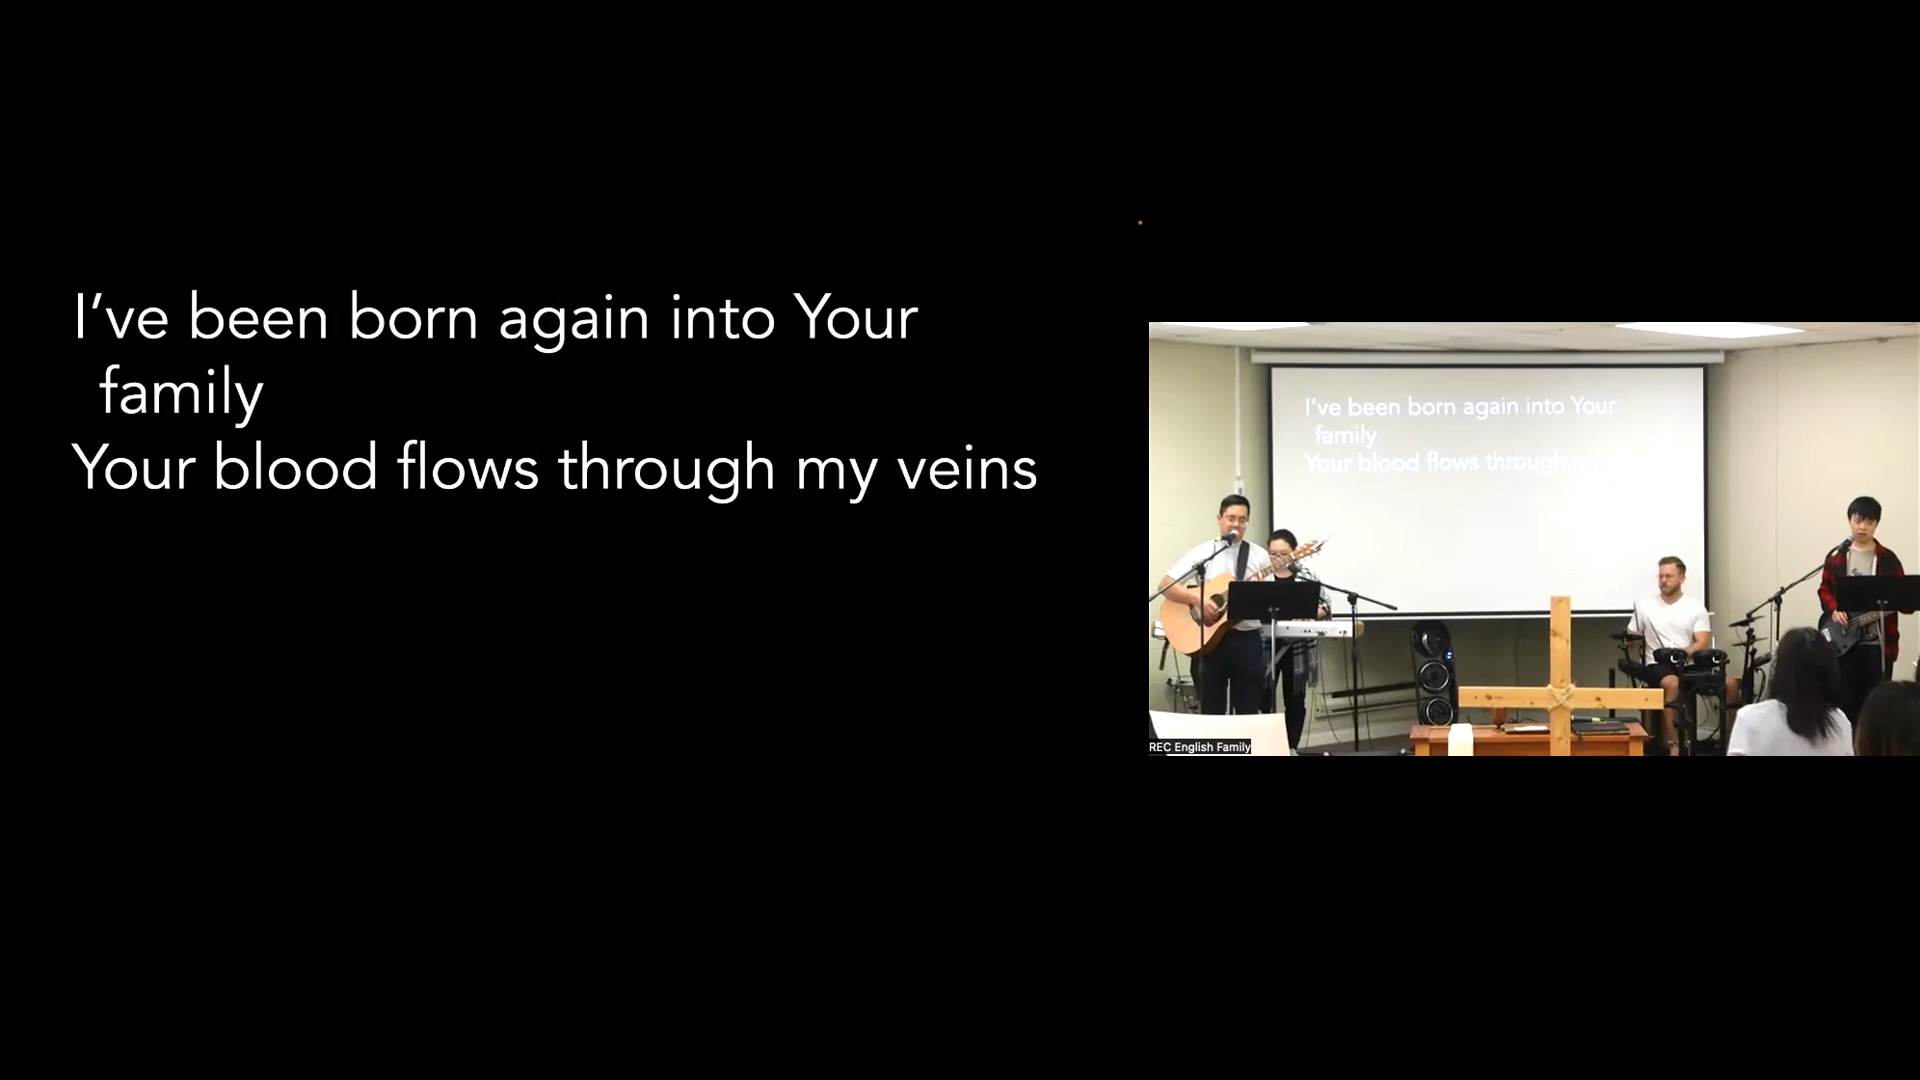 I've been born again into Your
family
Your blood flows through my veins
I've been born again into Your
family
Your blood flows through
REC English Family